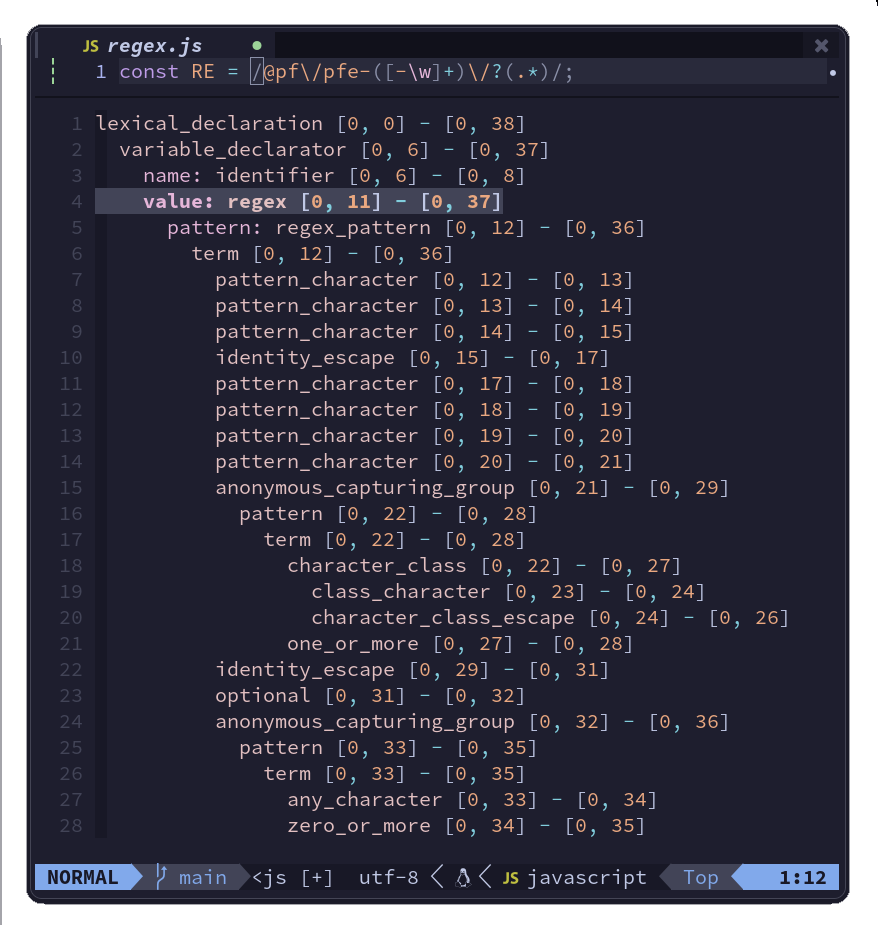 JS regex.js ● ✖
1 const RE = /@pf\/pfe-([-\w]+)\/?(.*)/;
1 lexical_declaration [0, 0] - [0, 38]
2 variable_declarator [0, 6] - [0, 37]
3 name: identifier [0, 6] - [0, 8]
4 value: regex [0, 11] - [0, 37]
5 pattern: regex_pattern [0, 12] - [0, 36]
6 term [0, 12] - [0, 36]
7 pattern_character [0, 12] - [0, 13]
8 pattern_character [0, 13] - [0, 14]
9 pattern_character [0, 14] - [0, 15]
10 identity_escape [0, 15] - [0, 17]
11 pattern_character [0, 17] - [0, 18]
12 pattern_character [0, 18] - [0, 19]
13 pattern_character [0, 19] - [0, 20]
14 pattern_character [0, 20] - [0, 21]
15 anonymous_capturing_group [0, 21] - [0, 29]
16 pattern [0, 22] - [0, 28]
17 term [0, 22] - [0, 28]
18 character_class [0, 22] - [0, 27]
19 class_character [0, 23] - [0, 24]
20 character_class_escape [0, 24] - [0, 26]
21 one_or_more [0, 27] - [0, 28]
22 identity_escape [0, 29] - [0, 31]
23 optional [0, 31] - [0, 32]
24 anonymous_capturing_group [0, 32] - [0, 36]
25 pattern [0, 33] - [0, 35]
26 term [0, 33] - [0, 35]
27 any_character [0, 33] - [0, 34]
28 zero_or_more [0, 34] - [0, 35]
NORMAL main <js [+] utf-8 JS javascript Top 1:12